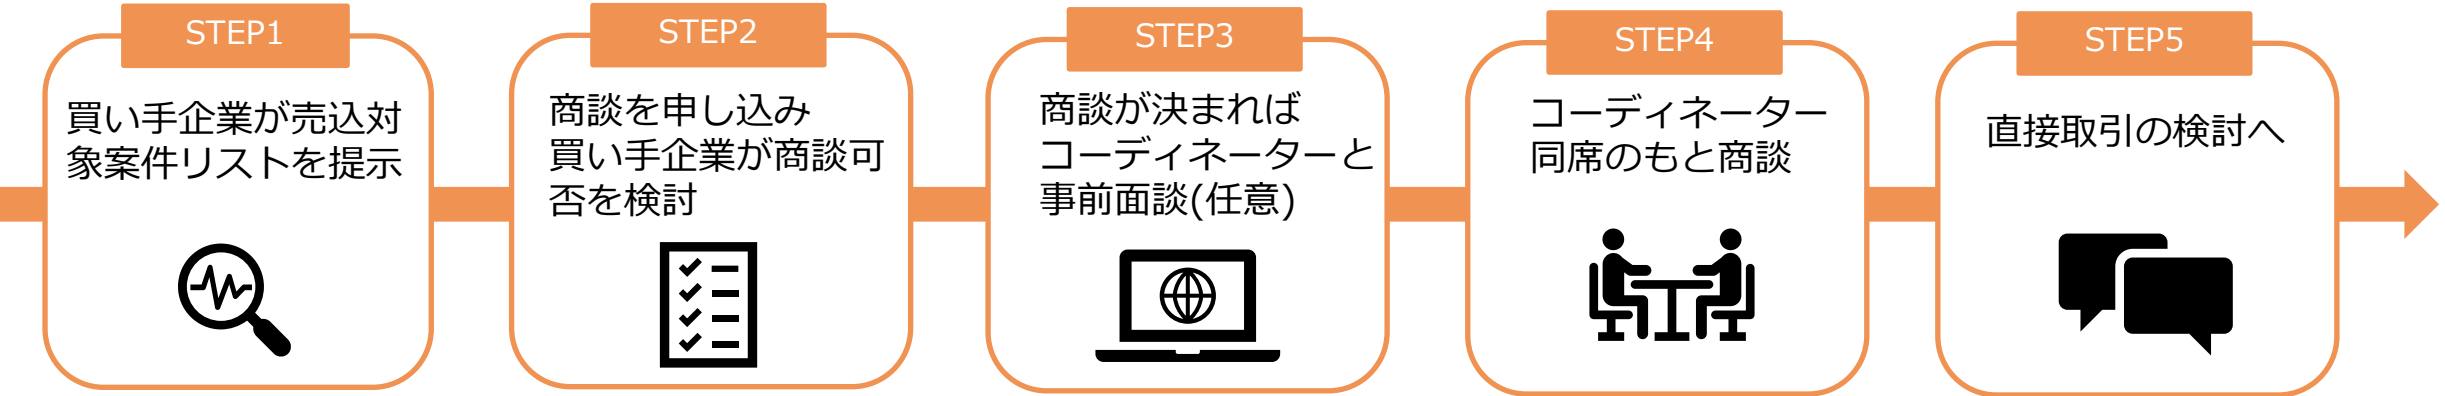 STEP1
買い手企業が売込対
象案件リストを提示
STEP2
商談を申し込み
買い手企業が商談可
否を検討
STEP3
商談が決まれば
コーディネーターと
事前面談(任意)
STEP4
コーディネーター
同席のもと商談
STEP5
直接取引の検討へ